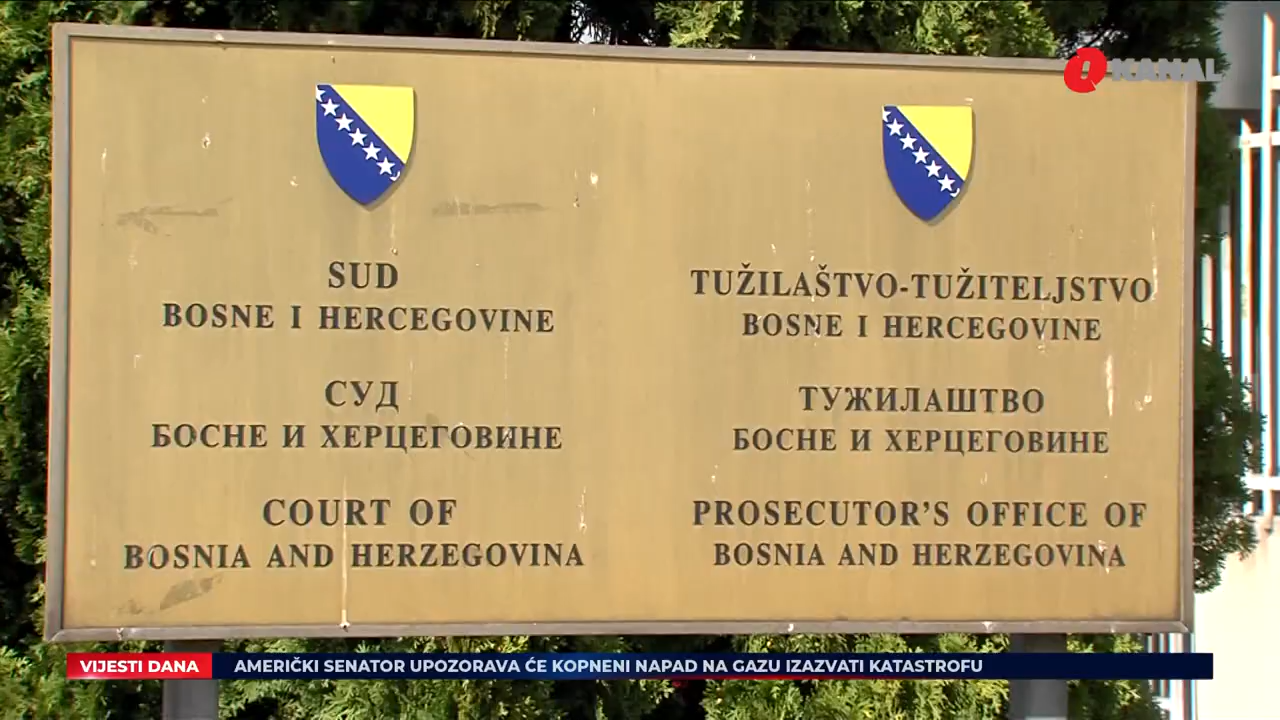 Q KANAL
SUD
BOSNE I HERCEGOVINE
СУД
БОСНЕ И ХЕРЦЕГОВИНЕ
COURT OF
BOSNIA AND HERZEGOVINA
TUŽILAŠTVO-TUŽITELJSTVO
BOSNE I HERCEGOVINE
ТУЖИЛАШТВО
БОСНЕ И ХЕРЦЕГОВИНЕ
PROSECUTOR'S OFFICE OF
BOSNIA AND HERZEGOVINA
VIJESTI DANA
AMERIČKI SENATOR UPOZORAVA ĆE KOPNENI NAPAD NA GAZU IZAZVATI KATASTROFU